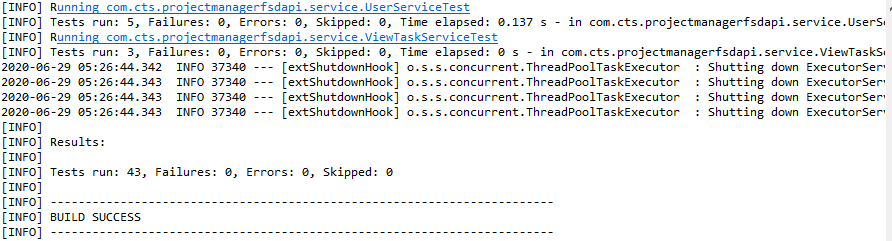 [INFO] Running com.cts.projectmanagerfsdapi.service.UserServiceTest
[INFO] Tests run: 5, Failures: 0, Errors: 0, Skipped: 0, Time elapsed: 0.137 s - in com.cts.projectmanagerfsdapi.service.UserS
[INFO] Running com.cts.projectmanagerfsdapi.service.ViewTaskServiceTest
[INFO] Tests run: 3, Failures: 0, Errors: 0, Skipped: 0, Time elapsed: 0 s - in com.cts.projectmanagerfsdapi.service.ViewTaskS
2020-06-29 05:26:44.342  INFO 37340 --- [extShutdownHook] o.s.s.concurrent.ThreadPoolTaskExecutor  : Shutting down ExecutorSer
2020-06-29 05:26:44.343  INFO 37340 --- [extShutdownHook] o.s.s.concurrent.ThreadPoolTaskExecutor  : Shutting down ExecutorSer
2020-06-29 05:26:44.343  INFO 37340 --- [extShutdownHook] o.s.s.concurrent.ThreadPoolTaskExecutor  : Shutting down ExecutorSer
2020-06-29 05:26:44.343  INFO 37340 --- [extShutdownHook] o.s.s.concurrent.ThreadPoolTaskExecutor  : Shutting down ExecutorSer
[INFO]
[INFO] Results:
[INFO]
[INFO] Tests run: 43, Failures: 0, Errors: 0, Skipped: 0
[INFO]
[INFO] ------------------------------------------------------------------------
[INFO] BUILD SUCCESS
[INFO] ------------------------------------------------------------------------